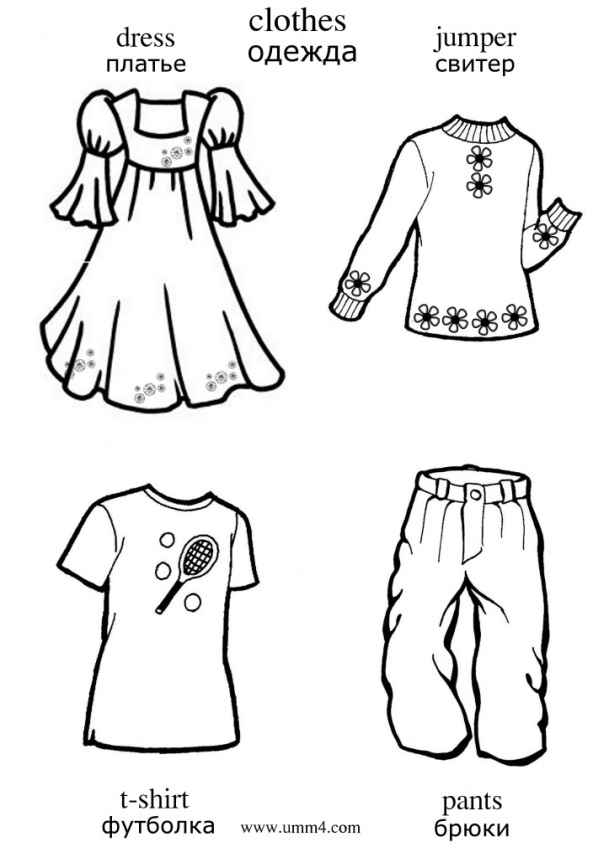 clothes
одежда
dress
платье
jumper
свитер
t-shirt
футболка
www.umm4.com
pants
брюки